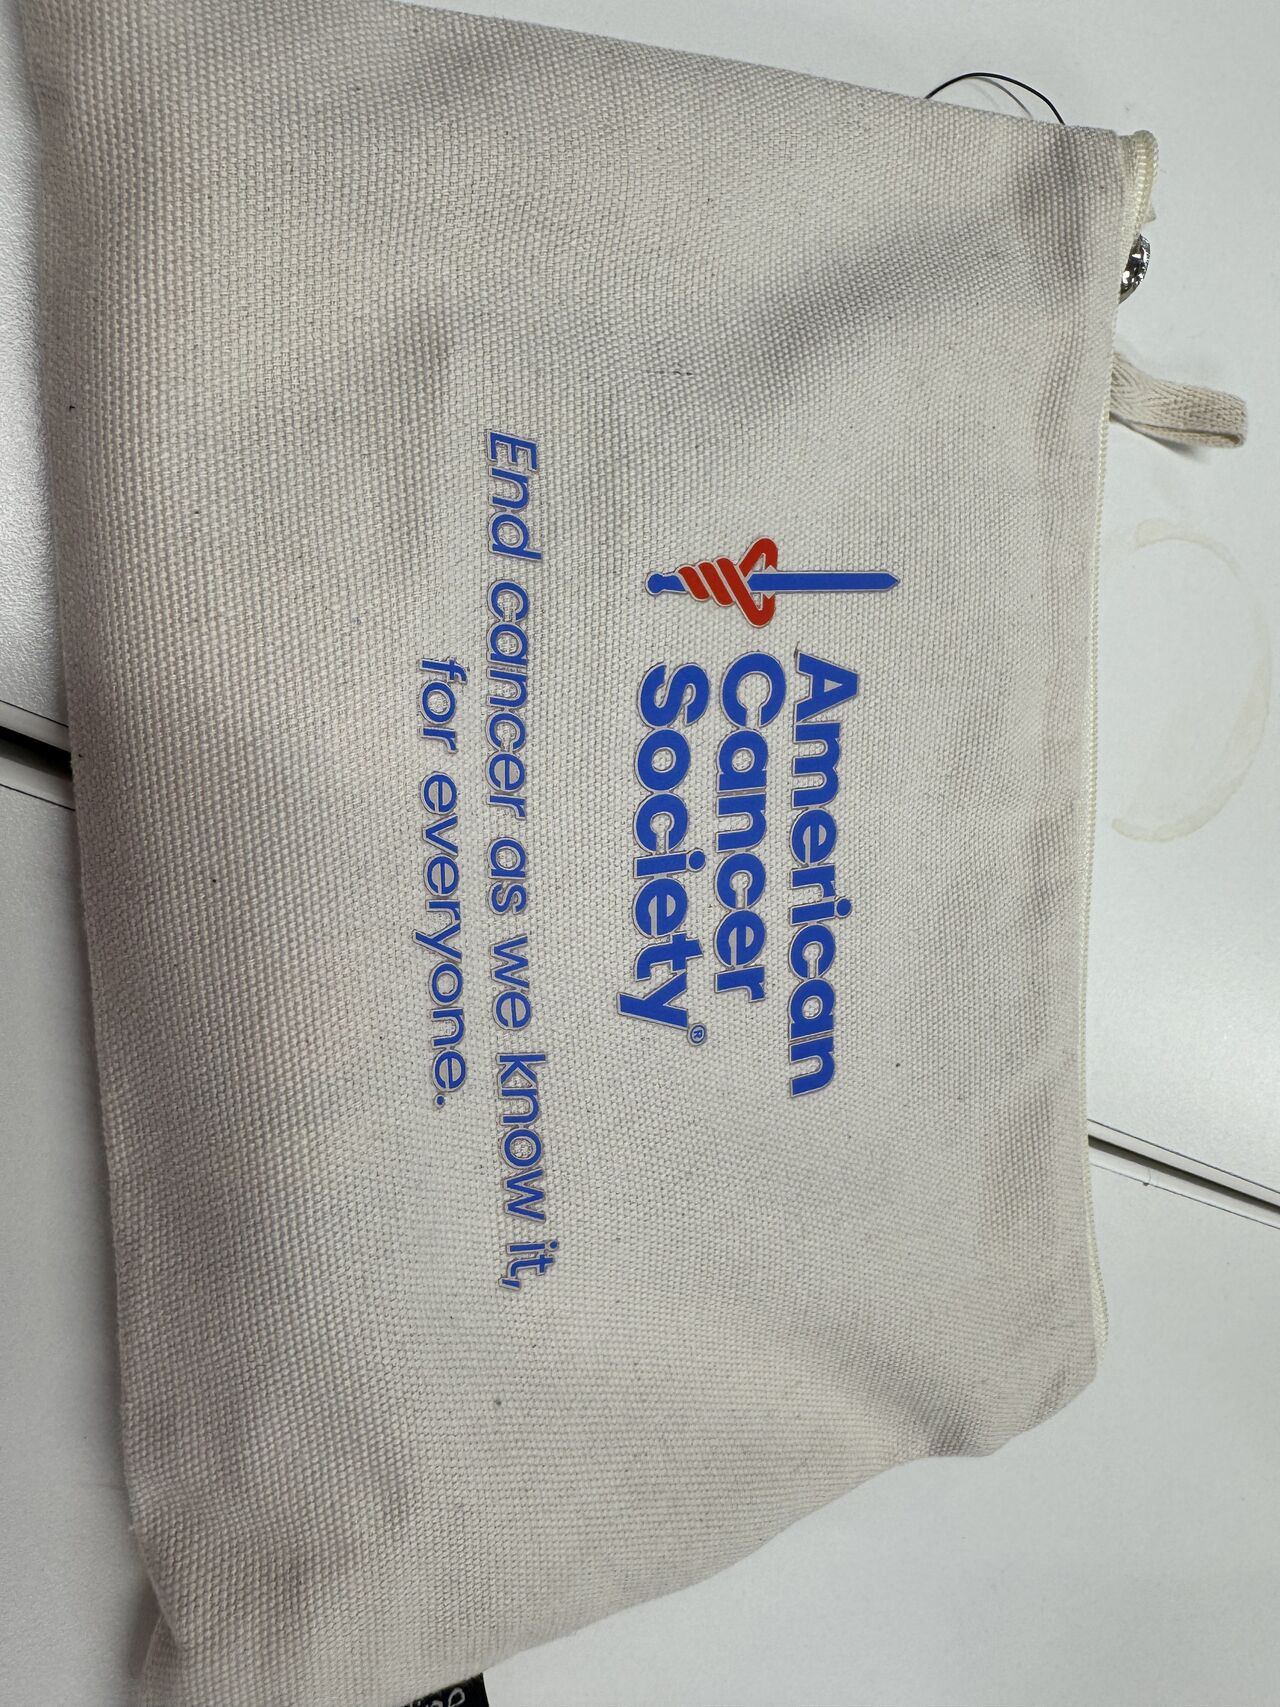 American
Cancer
Society®
End cancer as we know it,
for everyone.